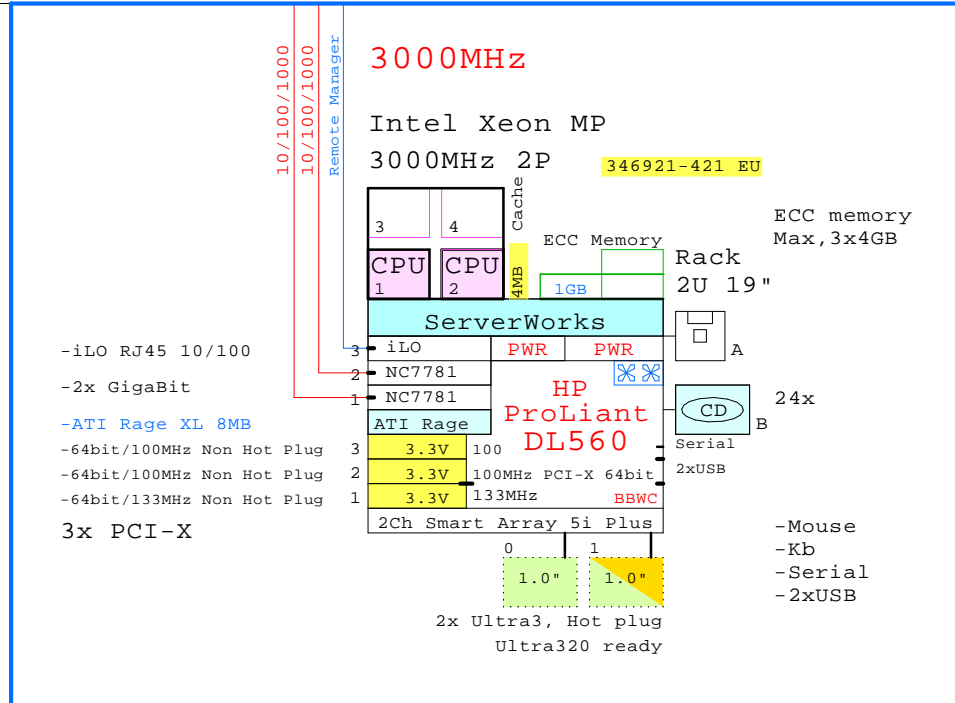 3000MHz
10/100/1000
10/100/1000
Remote Manager
Intel Xeon MP
3000MHz 2P
346921-421 EU
Cache
4MB
3
4
ECC Memory
ECC memory
Max,3x4GB
CPU
1
CPU
2
1GB
Rack
2U 19"
ServerWorks
-iLO RJ45 10/100
3
iLO
PWR
PWR
A
2
NC7781
-2x GigaBit
1
NC7781
HP
ProLiant
DL560
CD
B
24x
-ATI Rage XL 8MB
ATI Rage
Serial
2xUSB
-64bit/100MHz Non Hot Plug
3
3.3V
100
-64bit/100MHz Non Hot Plug
2
3.3V
100MHz PCI-X 64bit
-64bit/133MHz Non Hot Plug
1
3.3V
133MHz
BBWC
3x PCI-X
2Ch Smart Array 5i Plus
-Mouse
-Kb
-Serial
-2xUSB
0
1
1.0"
1.0"
2x Ultra3, Hot plug
Ultra320 ready